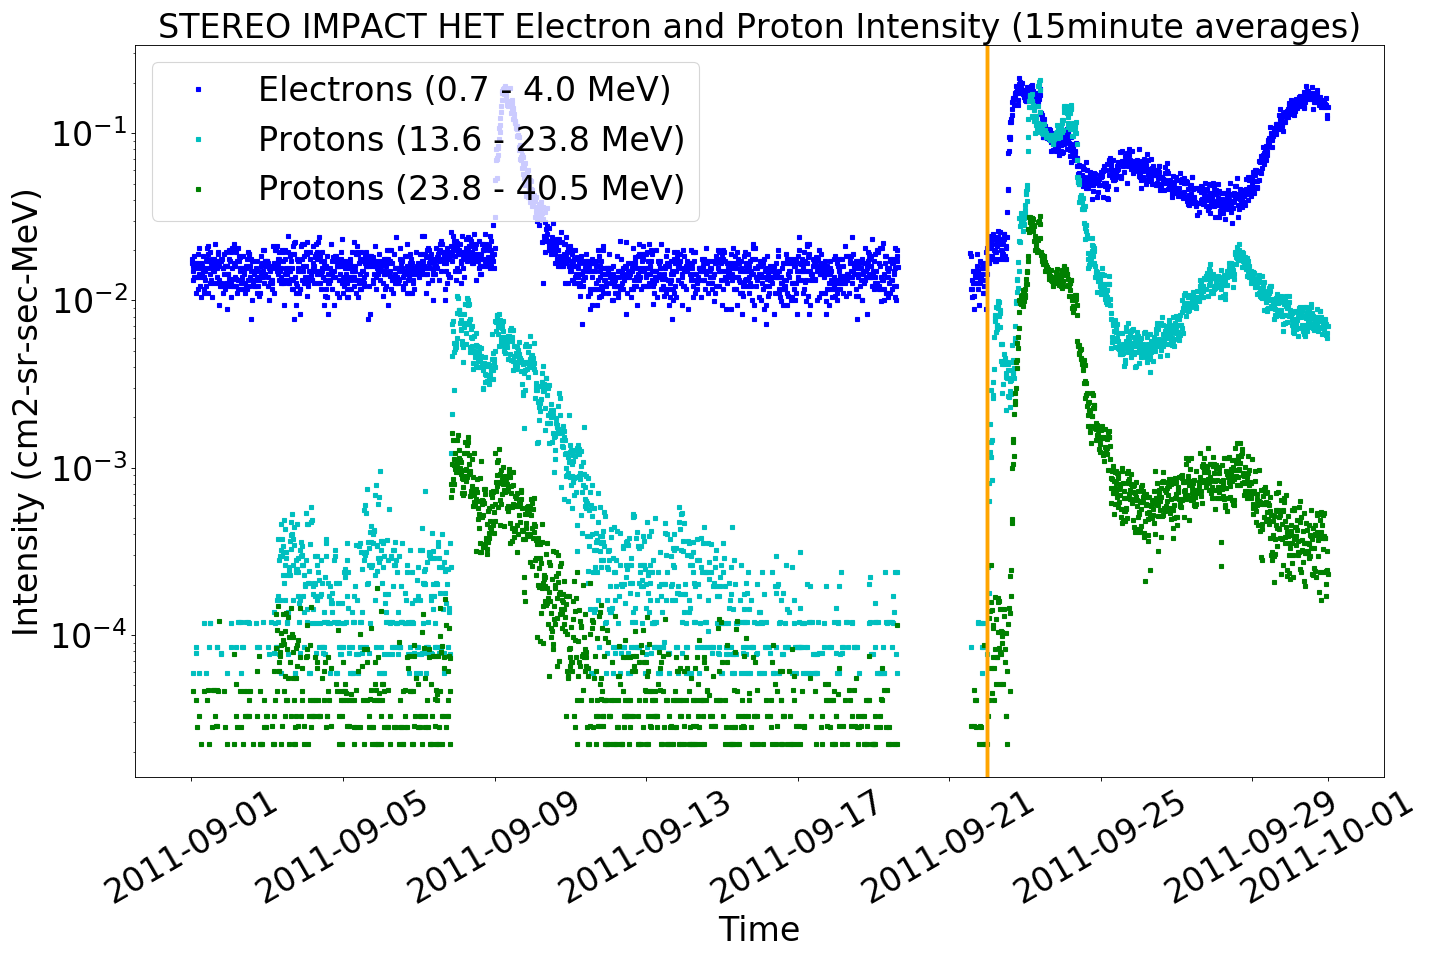 STEREO IMPACT HET Electron and Proton Intensity (15minute averages)
Electrons (0.7 - 4.0 MeV)
Protons (13.6 - 23.8 MeV)
Protons (23.8 - 40.5 MeV)
Intensity (cm2-sr-sec-MeV)
10⁻¹
10⁻²
10⁻³
10⁻⁴
2011-09-01
2011-09-05
2011-09-09
2011-09-13
2011-09-17
2011-09-21
2011-09-25
2011-09-29
2011-10-01
Time